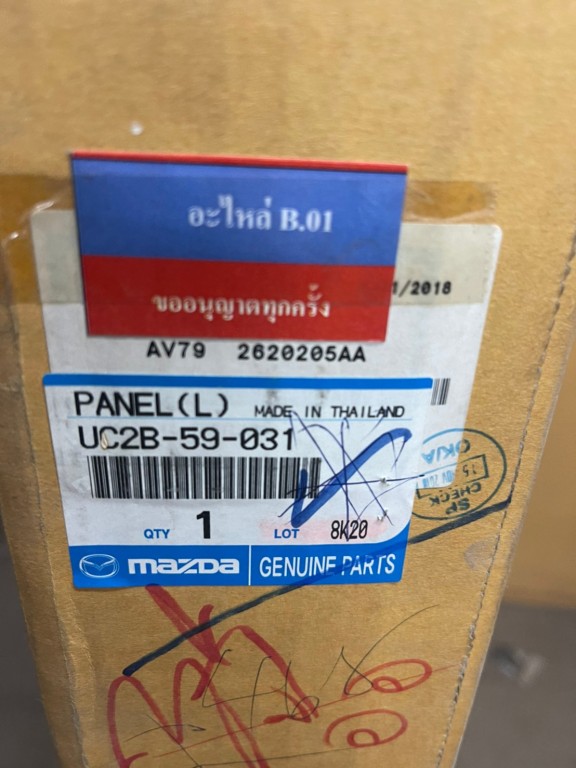 อะไหล่ B.01
ขออนุญาตทุกครั้ง
1/2018
AV79 2620205AA
PANEL(L) MADE IN THAILAND
UC2B-59-031
QTY 1 LOT 8K20
mazda GENUINE PARTS
OKIA
SP
CHECK